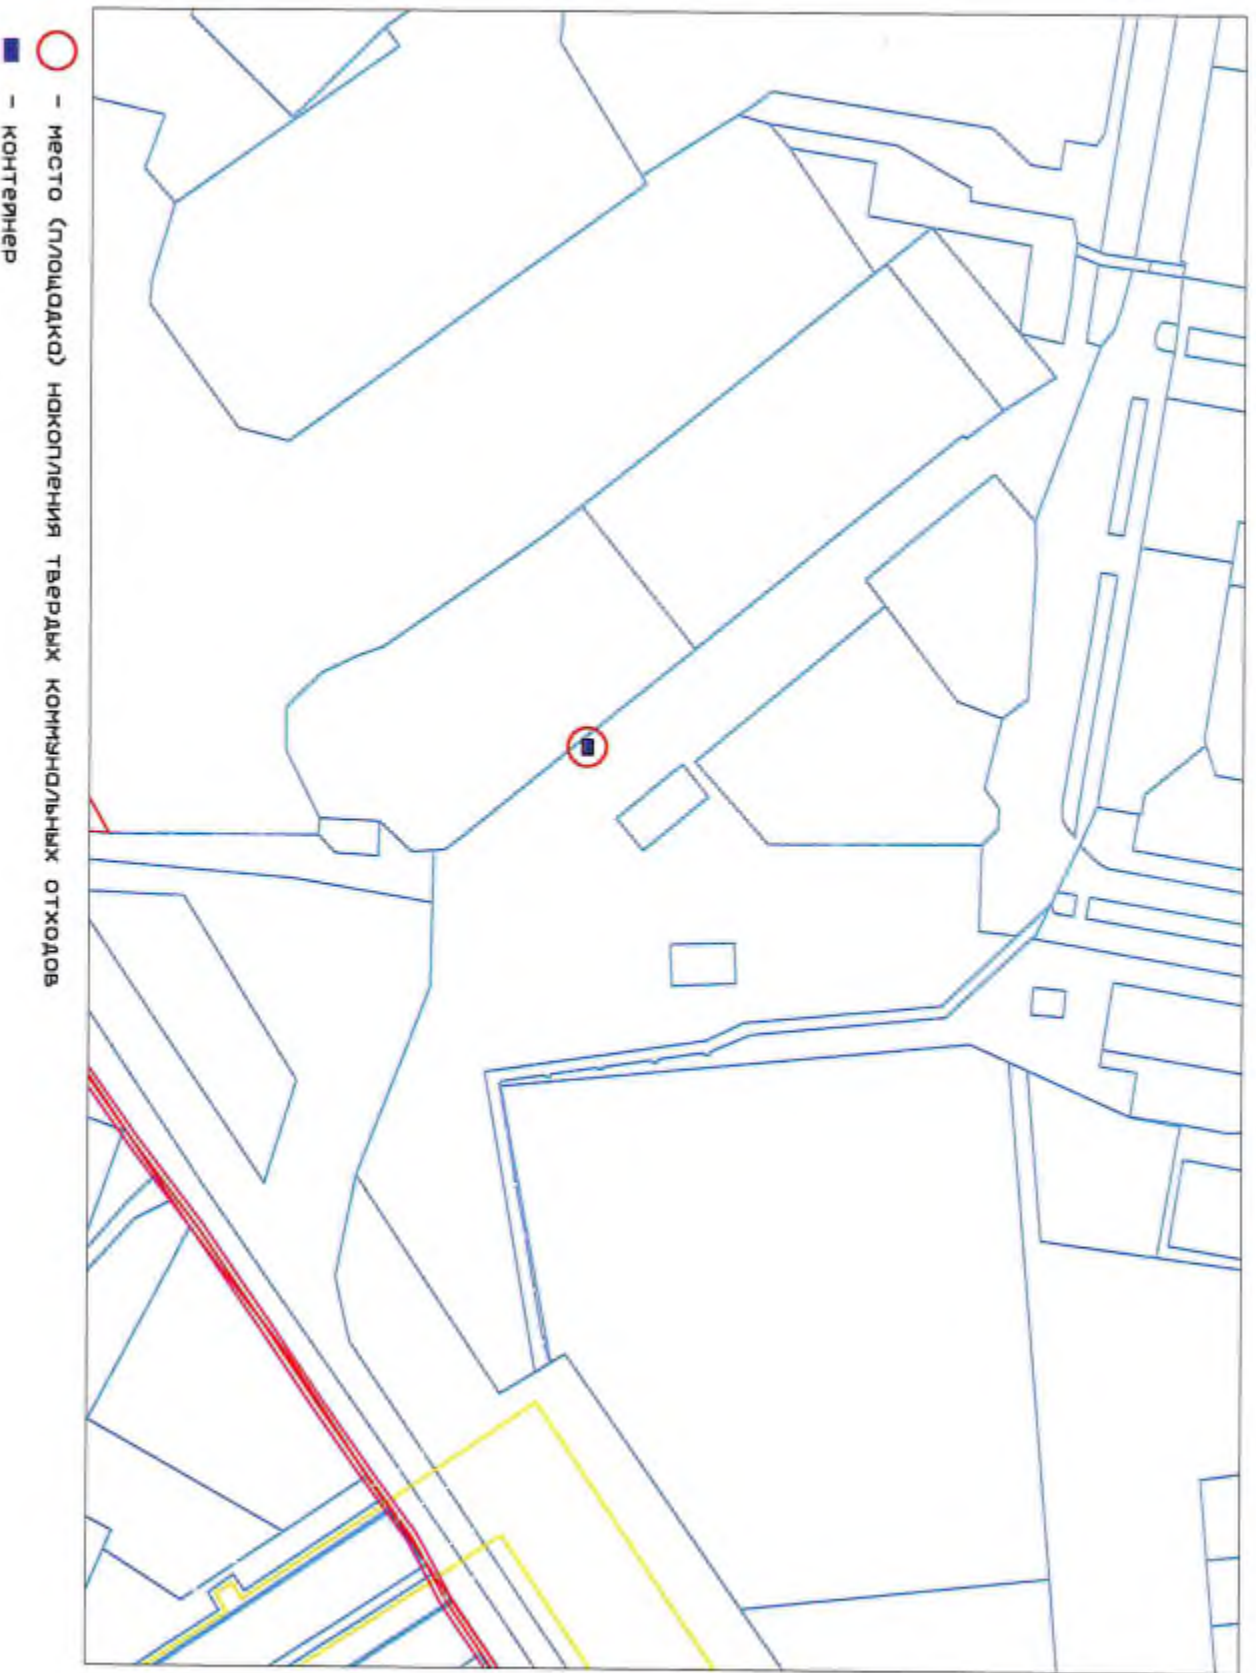 – место (площадка) накопления твердых коммунальных отходов
– контейнер